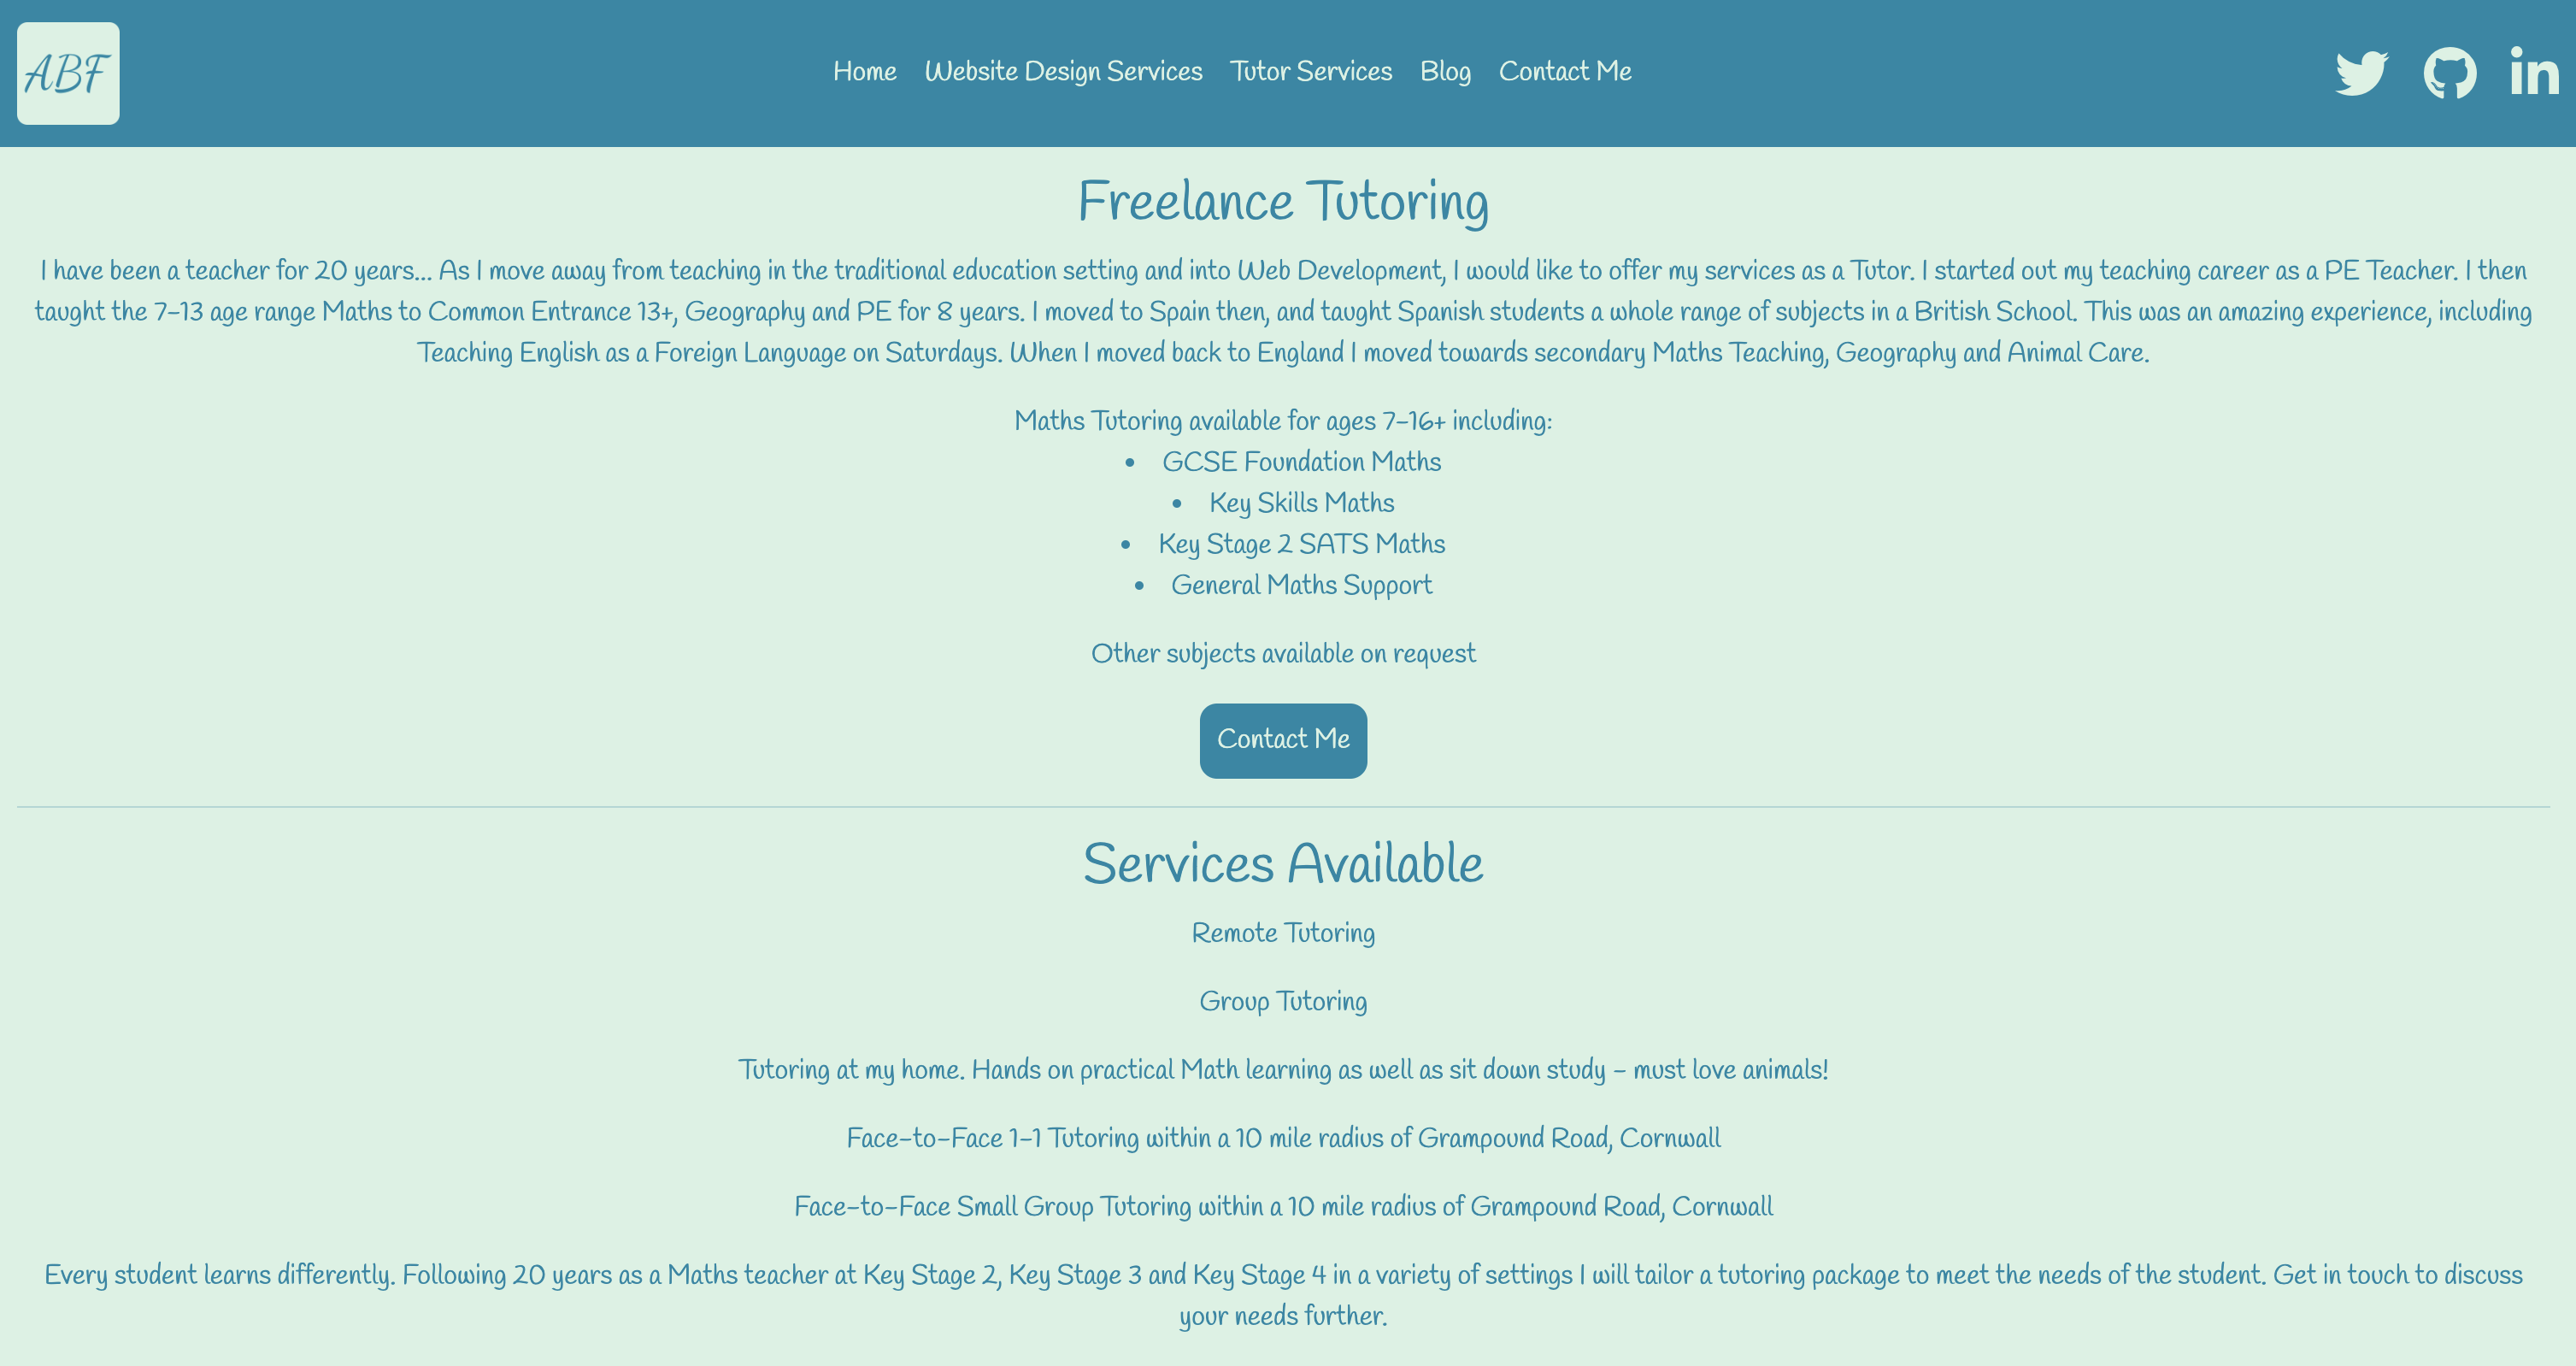 ABF
Home Website Design Services Tutor Services Blog Contact Me
Freelance Tutoring
I have been a teacher for 20 years... As I move away from teaching in the traditional education setting and into Web Development, I would like to offer my services as a Tutor. I started out my teaching career as a PE Teacher. I then
taught the 7-13 age range Maths to Common Entrance 13+, Geography and PE for 8 years. I moved to Spain then, and taught Spanish students a whole range of subjects in a British School. This was an amazing experience, including
Teaching English as a Foreign Language on Saturdays. When I moved back to England I moved towards secondary Maths Teaching, Geography and Animal Care.
Maths Tutoring available for ages 7-16+ including:
• GCSE Foundation Maths
• Key Skills Maths
• Key Stage 2 SATS Maths
• General Maths Support
Other subjects available on request
Contact Me
Services Available
Remote Tutoring
Group Tutoring
Tutoring at my home. Hands on practical Math learning as well as sit down study - must love animals!
Face-to-Face 1-1 Tutoring within a 10 mile radius of Grampound Road, Cornwall
Face-to-Face Small Group Tutoring within a 10 mile radius of Grampound Road, Cornwall
Every student learns differently. Following 20 years as a Maths teacher at Key Stage 2, Key Stage 3 and Key Stage 4 in a variety of settings I will tailor a tutoring package to meet the needs of the student. Get in touch to discuss
your needs further.